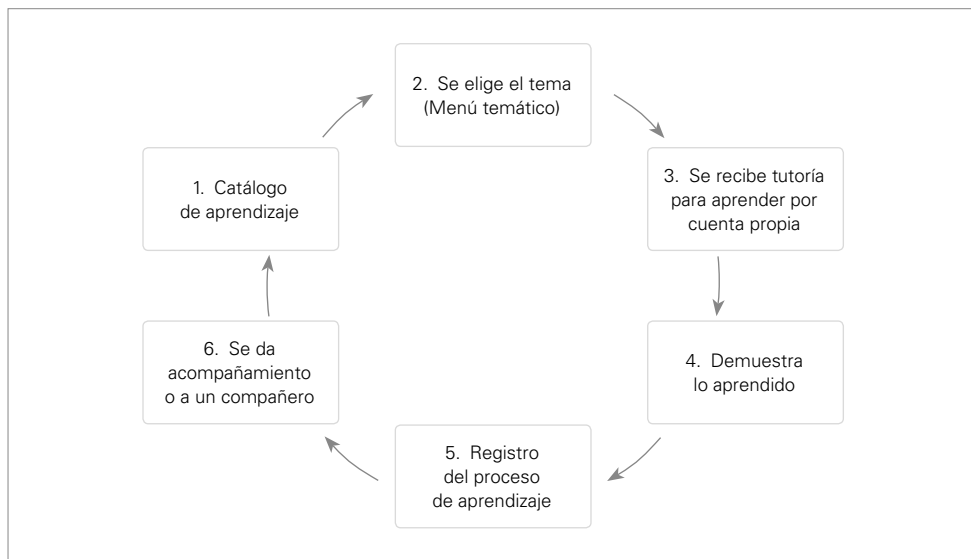 1. Catálogo
de aprendizaje
2. Se elige el tema
(Menú temático)
3. Se recibe tutoría
para aprender por
cuenta propia
4. Demuestra
lo aprendido
5. Registro
del proceso
de aprendizaje
6. Se da
acompañamiento
o a un compañero